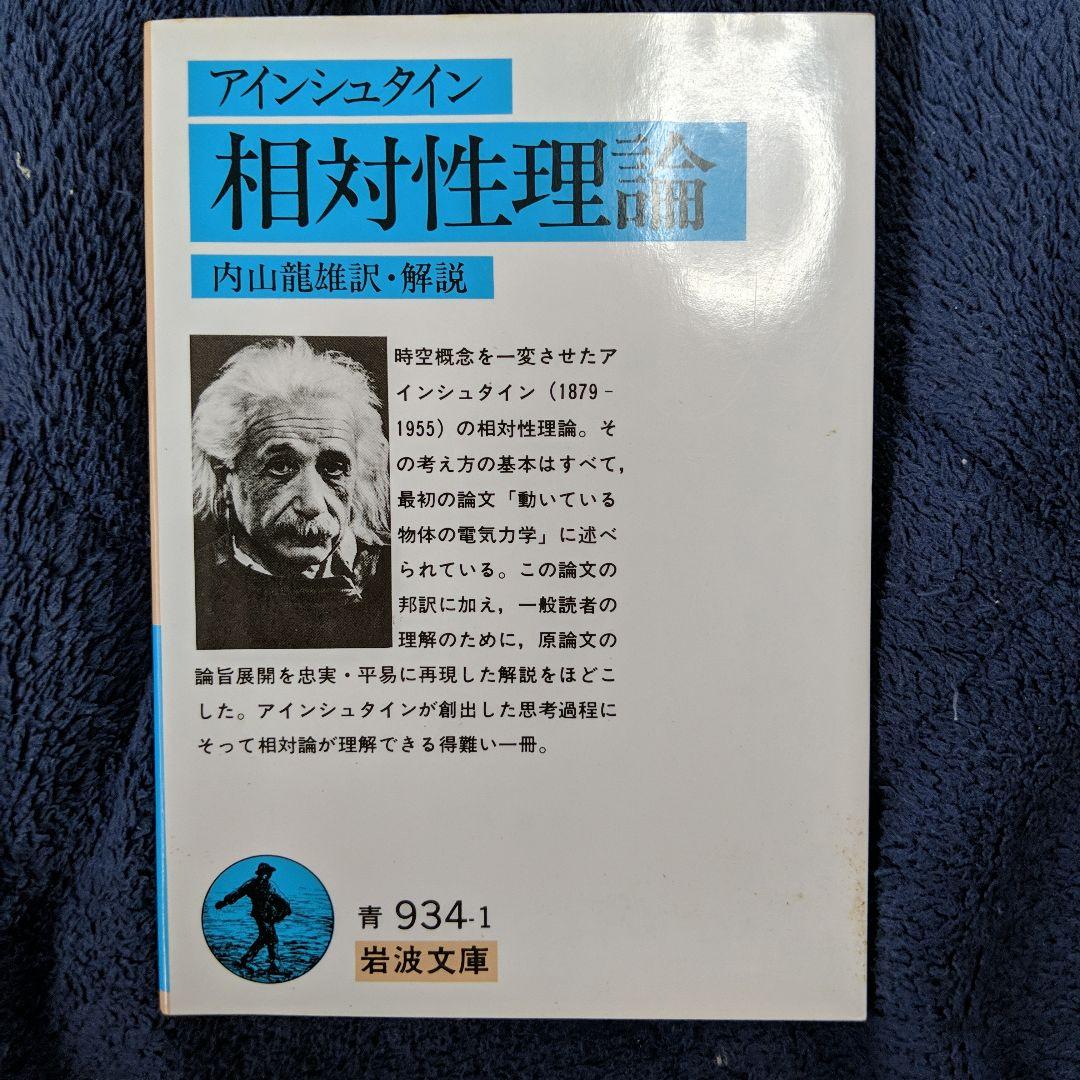 アインシュタイン
相対性理論
内山龍雄訳・解説
時空概念を一変させたア
インシュタイン(1879-
1955)の相対性理論。そ
の考え方の基本はすべて,
最初の論文「動いている
物体の電気力学」に述べ
られている。この論文の
邦訳に加え,一般読者の
理解のために,原論文の
論旨展開を忠実・平易に再現した解説をほどこ
した。アインシュタインが創出した思考過程に
そって相対論が理解できる得難い一冊。
青 934-1
岩波文庫